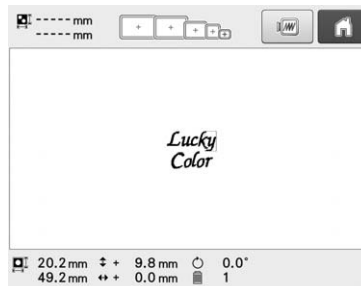 ----- mm
----- mm
Lucky
Color
20.2 mm + 9.8 mm 0.0°
49.2 mm + 0.0 mm 1